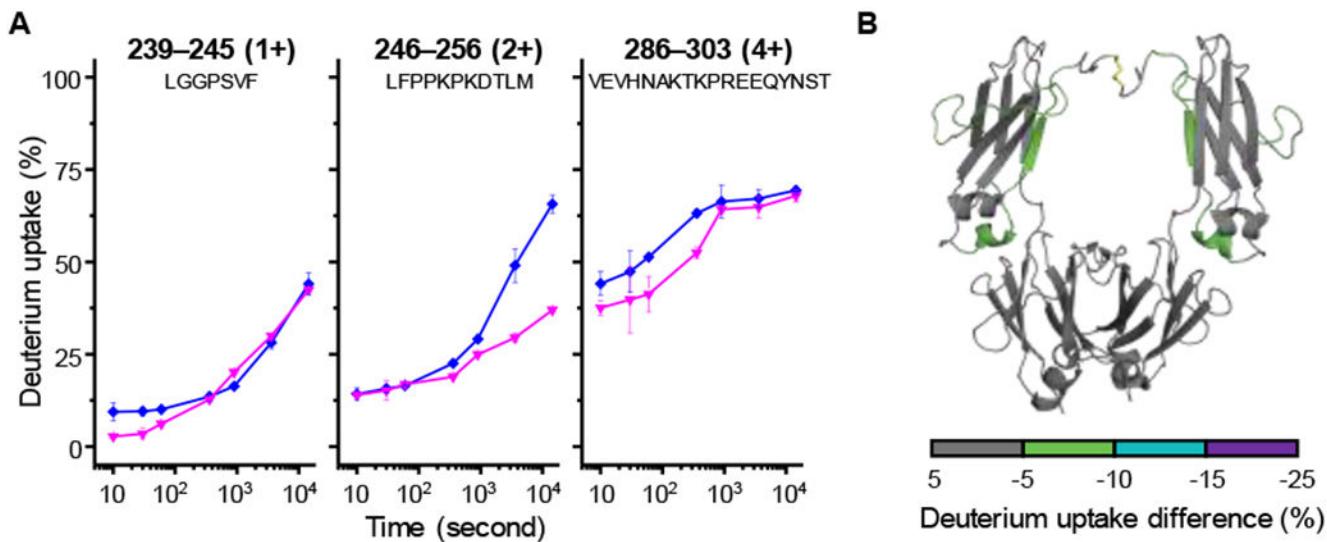 A
B
239–245 (1+)
246–256 (2+)
286–303 (4+)
LGGPSVF
LFPPKPKDTLM
VEVHNAKTKPREEQYNST
100
75
50
25
0
Deuterium uptake (%)
10 10² 10³ 10⁴
10 10² 10³ 10⁴
10 10² 10³ 10⁴
Time (second)
5 -5 -10 -15 -25
Deuterium uptake difference (%)